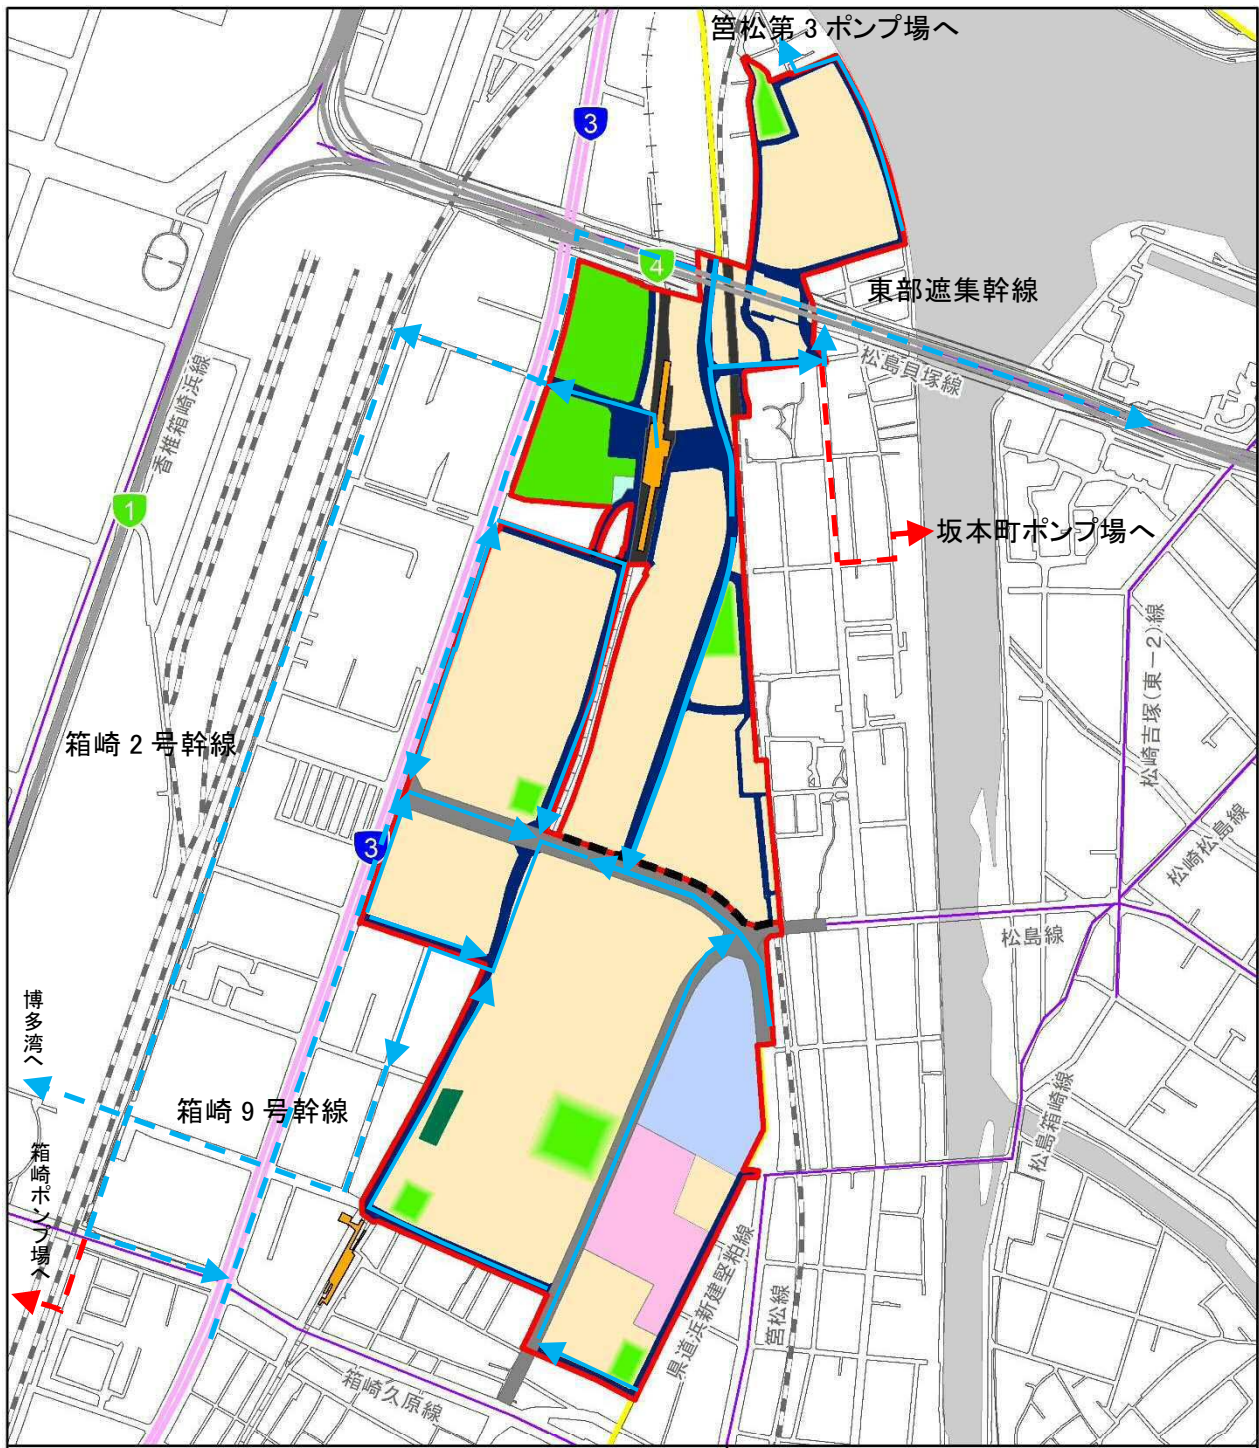 筥松第３ポンプ場へ
3
4
東部遮集幹線
松島貝塚線
香椎箱崎浜線
1
坂本町ポンプ場へ
松崎吉塚（東－２）線
箱崎２号幹線
3
松崎松島線
松島線
博多湾へ
箱崎９号幹線
松島箱崎線
箱崎ポンプ場へ
県道浜新建堅粕線
筥松線
箱崎久原線